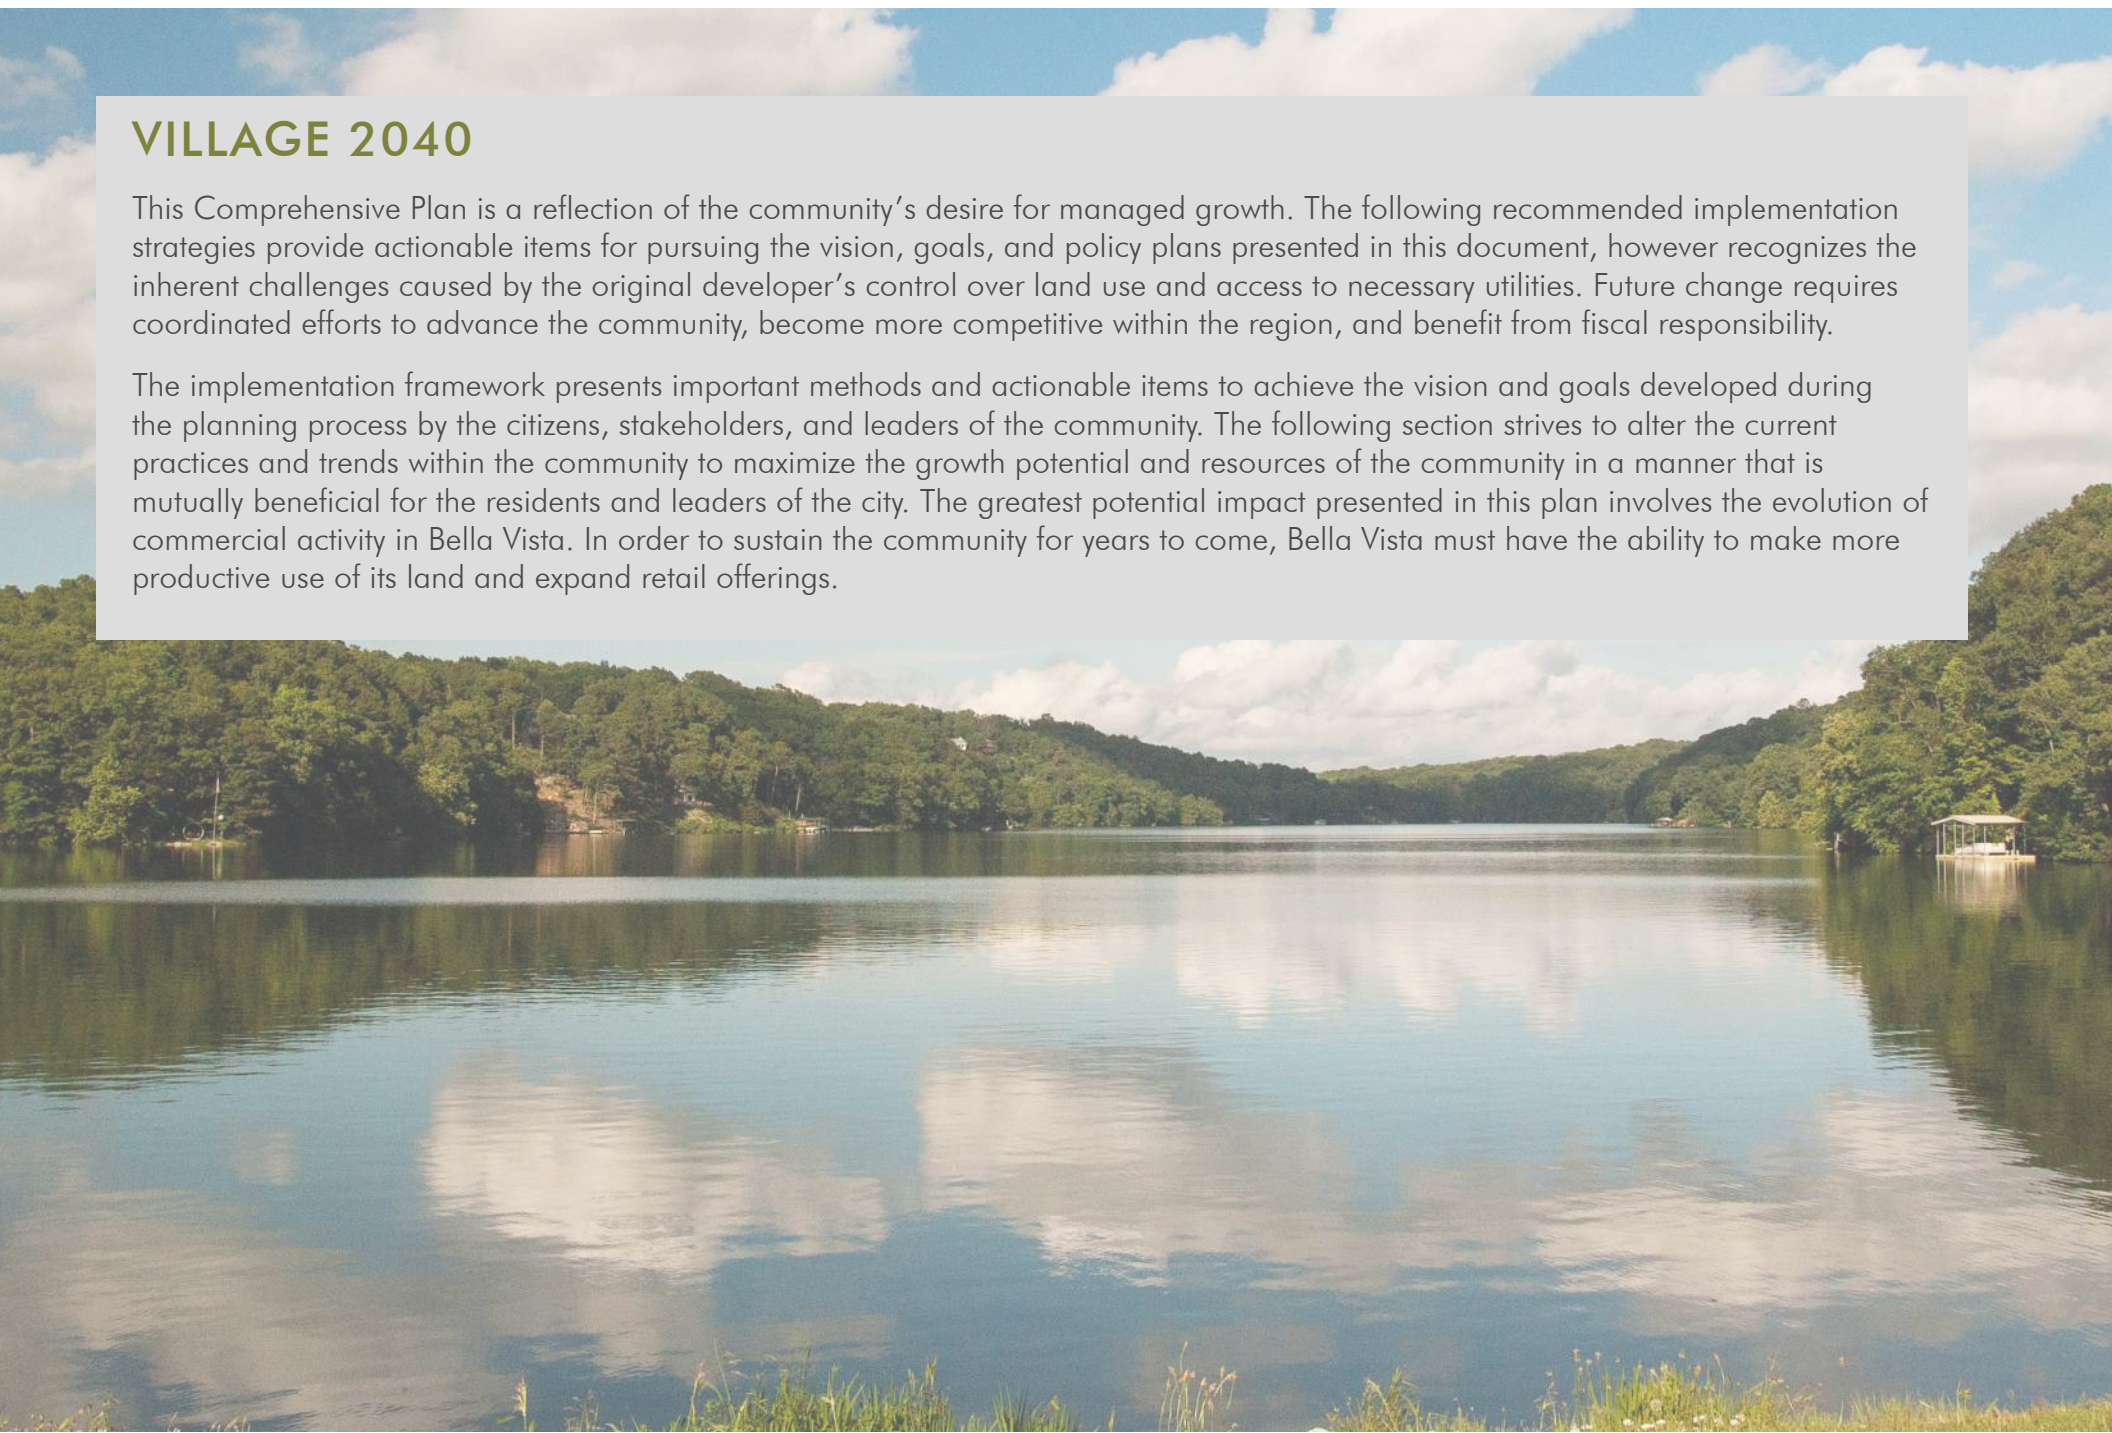 VILLAGE 2040
This Comprehensive Plan is a reflection of the community's desire for managed growth. The following recommended implementation
strategies provide actionable items for pursuing the vision, goals, and policy plans presented in this document, however recognizes the
inherent challenges caused by the original developer's control over land use and access to necessary utilities. Future change requires
coordinated efforts to advance the community, become more competitive within the region, and benefit from fiscal responsibility.
The implementation framework presents important methods and actionable items to achieve the vision and goals developed during
the planning process by the citizens, stakeholders, and leaders of the community. The following section strives to alter the current
practices and trends within the community to maximize the growth potential and resources of the community in a manner that is
mutually beneficial for the residents and leaders of the city. The greatest potential impact presented in this plan involves the evolution of
commercial activity in Bella Vista. In order to sustain the community for years to come, Bella Vista must have the ability to make more
productive use of its land and expand retail offerings.